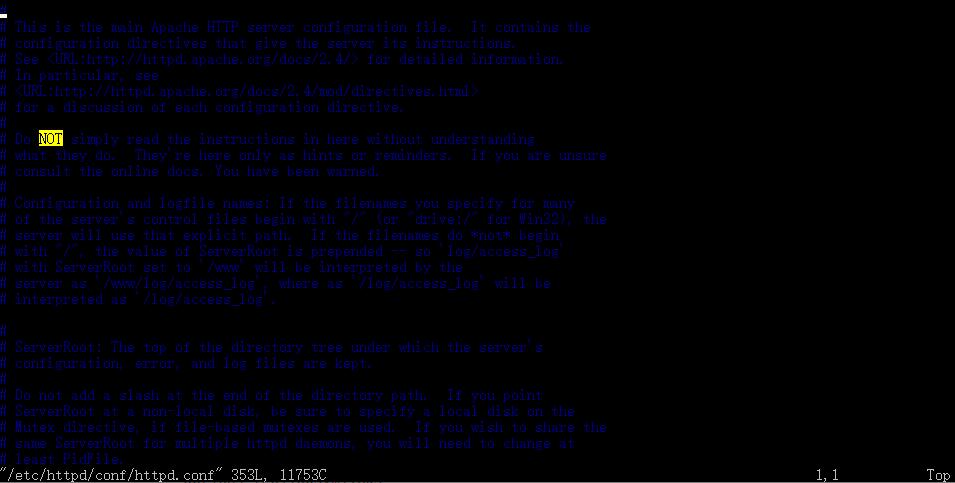 #
# This is the main Apache HTTP server configuration file.  It contains the
# configuration directives that give the server its instructions.
# See <URL:http://httpd.apache.org/docs/2.4/> for detailed information.
# In particular, see
# <URL:http://httpd.apache.org/docs/2.4/mod/directives.html>
# for a discussion of each configuration directive.
#
# Do NOT simply read the instructions in here without understanding
# what they do.  They're here only as hints or reminders.  If you are unsure
# consult the online docs. You have been warned.
#
# Configuration and logfile names: If the filenames you specify for many
# of the server's control files begin with "/" (or "drive:/" for Win32), the
# server will use that explicit path.  If the filenames do *not* begin
# with "/", the value of ServerRoot is prepended -- so 'log/access_log'
# with ServerRoot set to '/www' will be interpreted by the
# server as '/www/log/access_log', where as '/log/access_log' will be
# interpreted as '/log/access_log'.
#
# ServerRoot: The top of the directory tree under which the server's
# configuration, error, and log files are kept.
#
# Do not add a slash at the end of the directory path.  If you point
# ServerRoot at a non-local disk, be sure to specify a local disk on the
# Mutex directive, if file-based mutexes are used.  If you wish to share the
# same ServerRoot for multiple httpd daemons, you will need to change at
# least PidFile.
"/etc/httpd/conf/httpd.conf" 353L, 11753C 1,1 Top